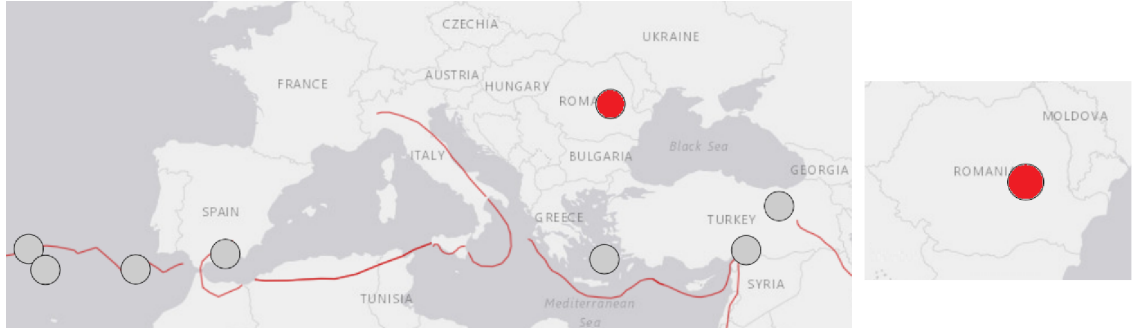 CZECHIA
UKRAINE
FRANCE
AUSTRIA
HUNGARY
ROMA
ITALY
Black Sea
BULGARIA
GEORGIA
SPAIN
GREECE
TURKEY
TUNISIA
SYRIA
Mediterranean
Sea
MOLDOVA
ROMANIA